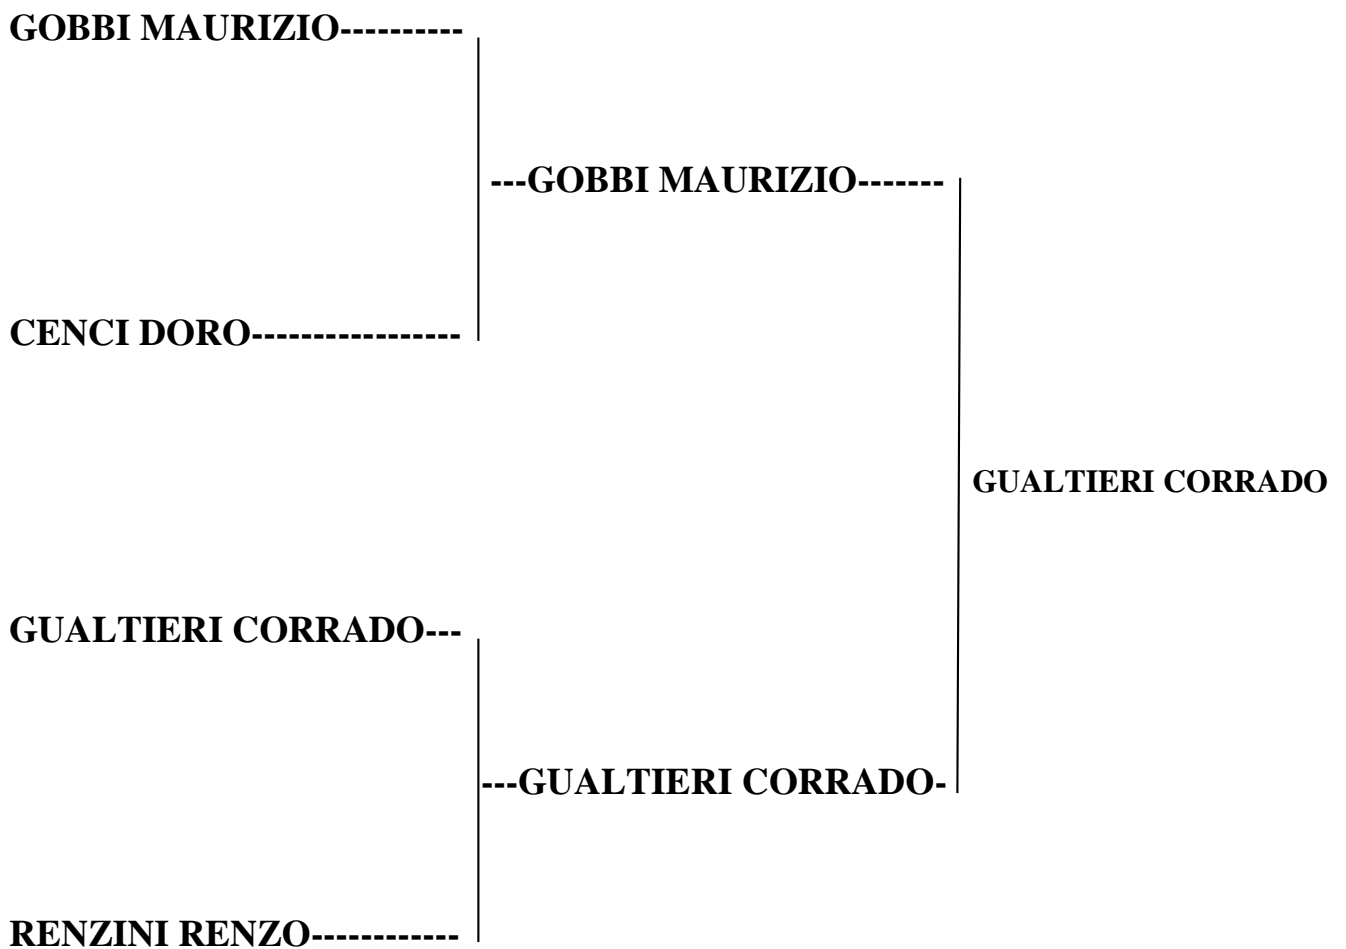 GOBBI MAURIZIO----------
---GOBBI MAURIZIO-------
CENCI DORO-----------------
GUALTIERI CORRADO
GUALTIERI CORRADO---
---GUALTIERI CORRADO-
RENZINI RENZO------------